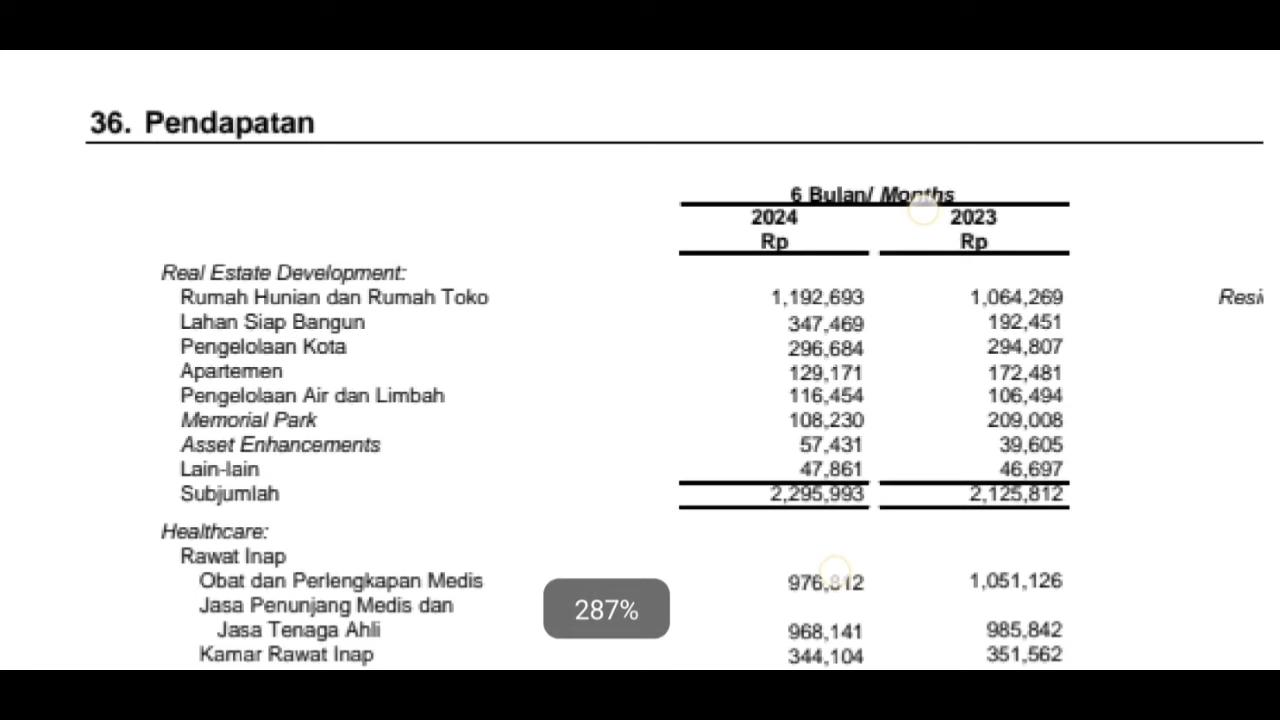 36. Pendapatan
6 Bulan/ Months
2024 2023
Rp Rp
Real Estate Development:
Rumah Hunian dan Rumah Toko 1,192,693 1,064,269 Resi
Lahan Siap Bangun 347,469 192,451
Pengelolaan Kota 296,684 294,807
Apartemen 129,171 172,481
Pengelolaan Air dan Limbah 116,454 106,494
Memorial Park 108,230 209,008
Asset Enhancements 57,431 39,605
Lain-lain 47,861 46,697
Subjumlah 2,295,993 2,125,812
Healthcare:
Rawat Inap
Obat dan Perlengkapan Medis 976,812 1,051,126
Jasa Penunjang Medis dan
Jasa Tenaga Ahli 968,141 985,842
Kamar Rawat Inap 344,104 351,562
287%